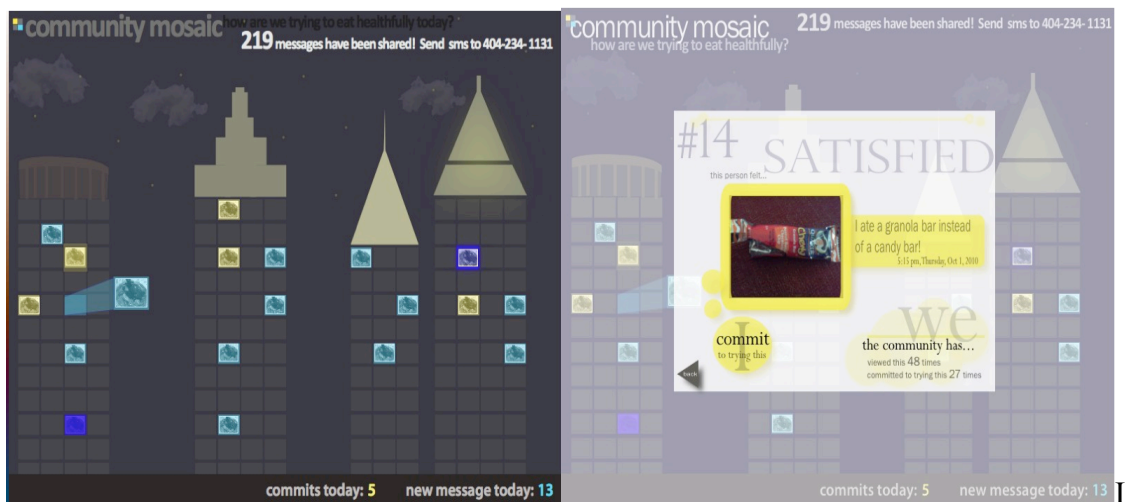 community mosaic
how are we trying to eat healthfully today?
219 messages have been shared! Send sms to 404-234- 1131
commits today: 5 new message today: 13
community mosaic
how are we trying to eat healthfully?
219 messages have been shared! Send sms to 404-234- 1131
#14
SATISFIED
this person felt...
I ate a granola bar instead
of a candy bar!
5:15 pm, Thursday, Oct 1, 2010
I
commit
to trying this
we
the community has...
viewed this 48 times
committed to trying this 27 times
back
commits today: 5 new message today: 13
I